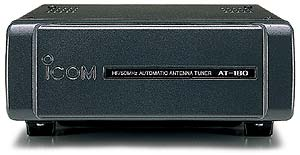 ICOM
HF/50MHz AUTOMATIC ANTENNA TUNER AT-180